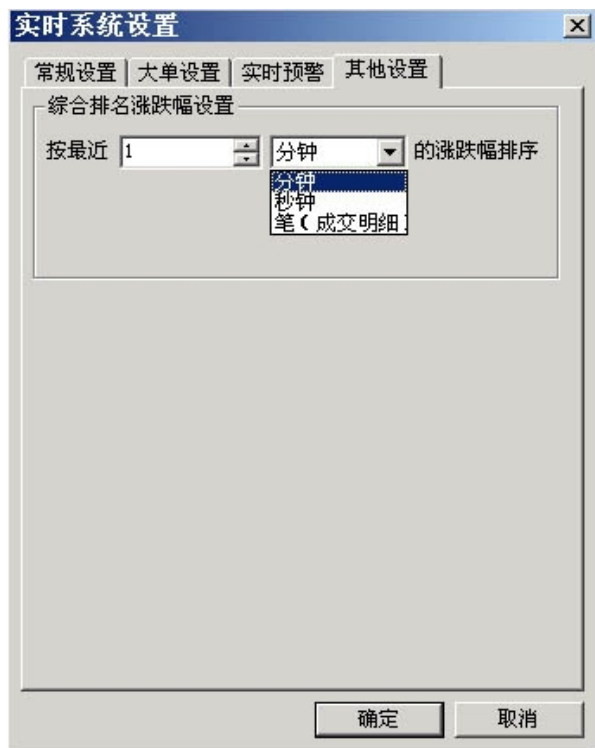 实时系统设置
常规设置 大单设置 实时预警 其他设置
综合排名涨跌幅设置
按最近 1 分钟 的涨跌幅排序
分钟
秒钟
笔(成交明细)
确定 取消